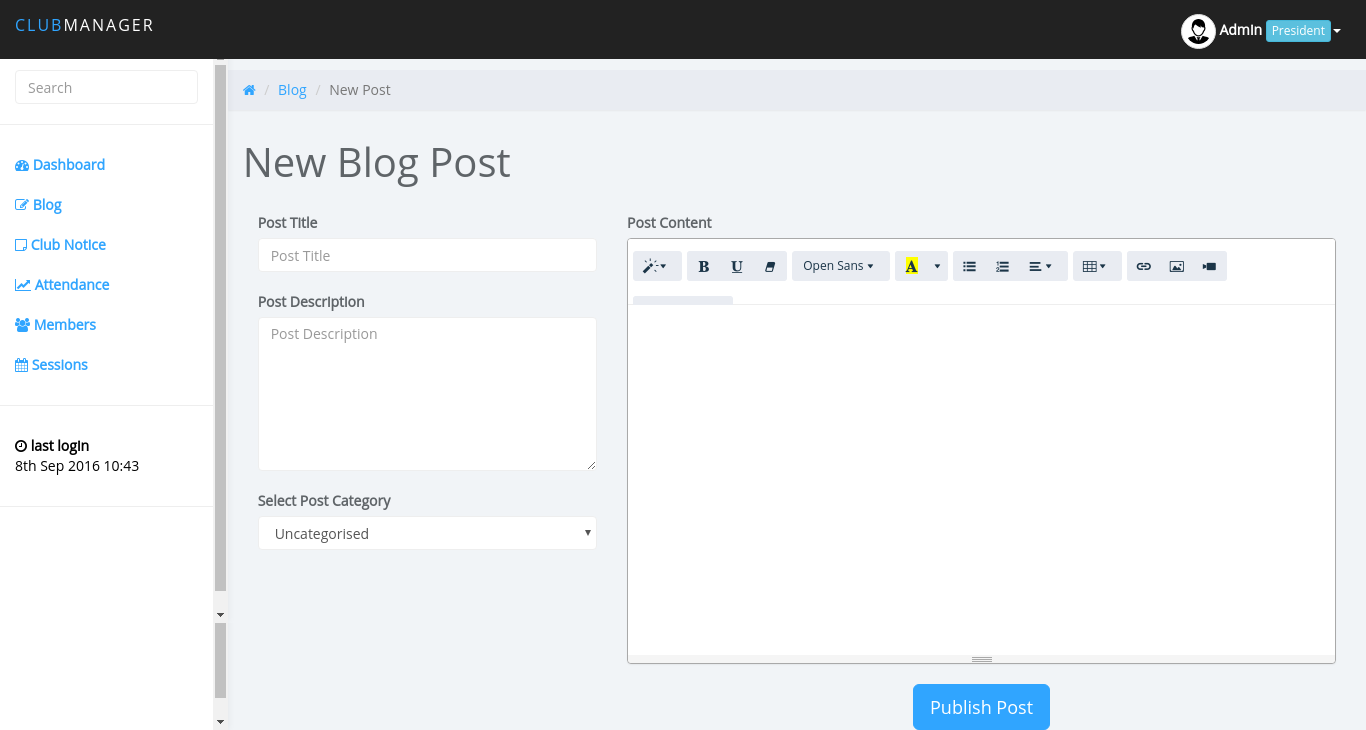 CLUBMANAGER
Admin President
Search
Blog / New Post
Dashboard
Blog
Club Notice
Attendance
Members
Sessions
last login
8th Sep 2016 10:43
New Blog Post
Post Title
Post Title
Post Description
Post Description
Select Post Category
Uncategorised
Post Content
B U Open Sans A
Publish Post